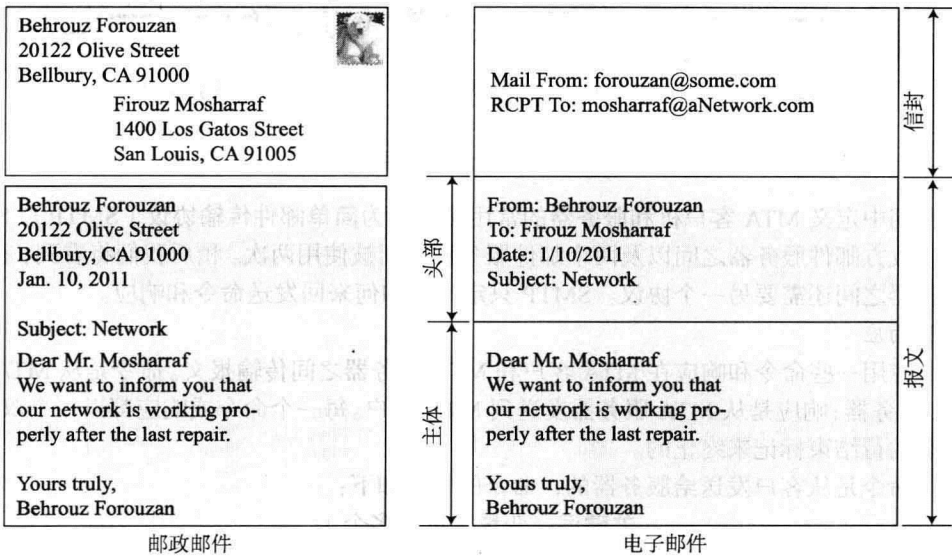 Behrouz Forouzan
20122 Olive Street
Bellbury, CA 91000
Firouz Mosharraf
1400 Los Gatos Street
San Louis, CA 91005
Behrouz Forouzan
20122 Olive Street
Bellbury, CA 91000
Jan. 10, 2011
Subject: Network
Dear Mr. Mosharraf
We want to inform you that
our network is working pro-
perly after the last repair.
Yours truly,
Behrouz Forouzan
邮政邮件
Mail From: forouzan@some.com
RCPT To: mosharraf@aNetwork.com
信封
头部
From: Behrouz Forouzan
To: Firouz Mosharraf
Date: 1/10/2011
Subject: Network
主体
Dear Mr. Mosharraf
We want to inform you that
our network is working pro-
perly after the last repair.
Yours truly,
Behrouz Forouzan
报文
电子邮件